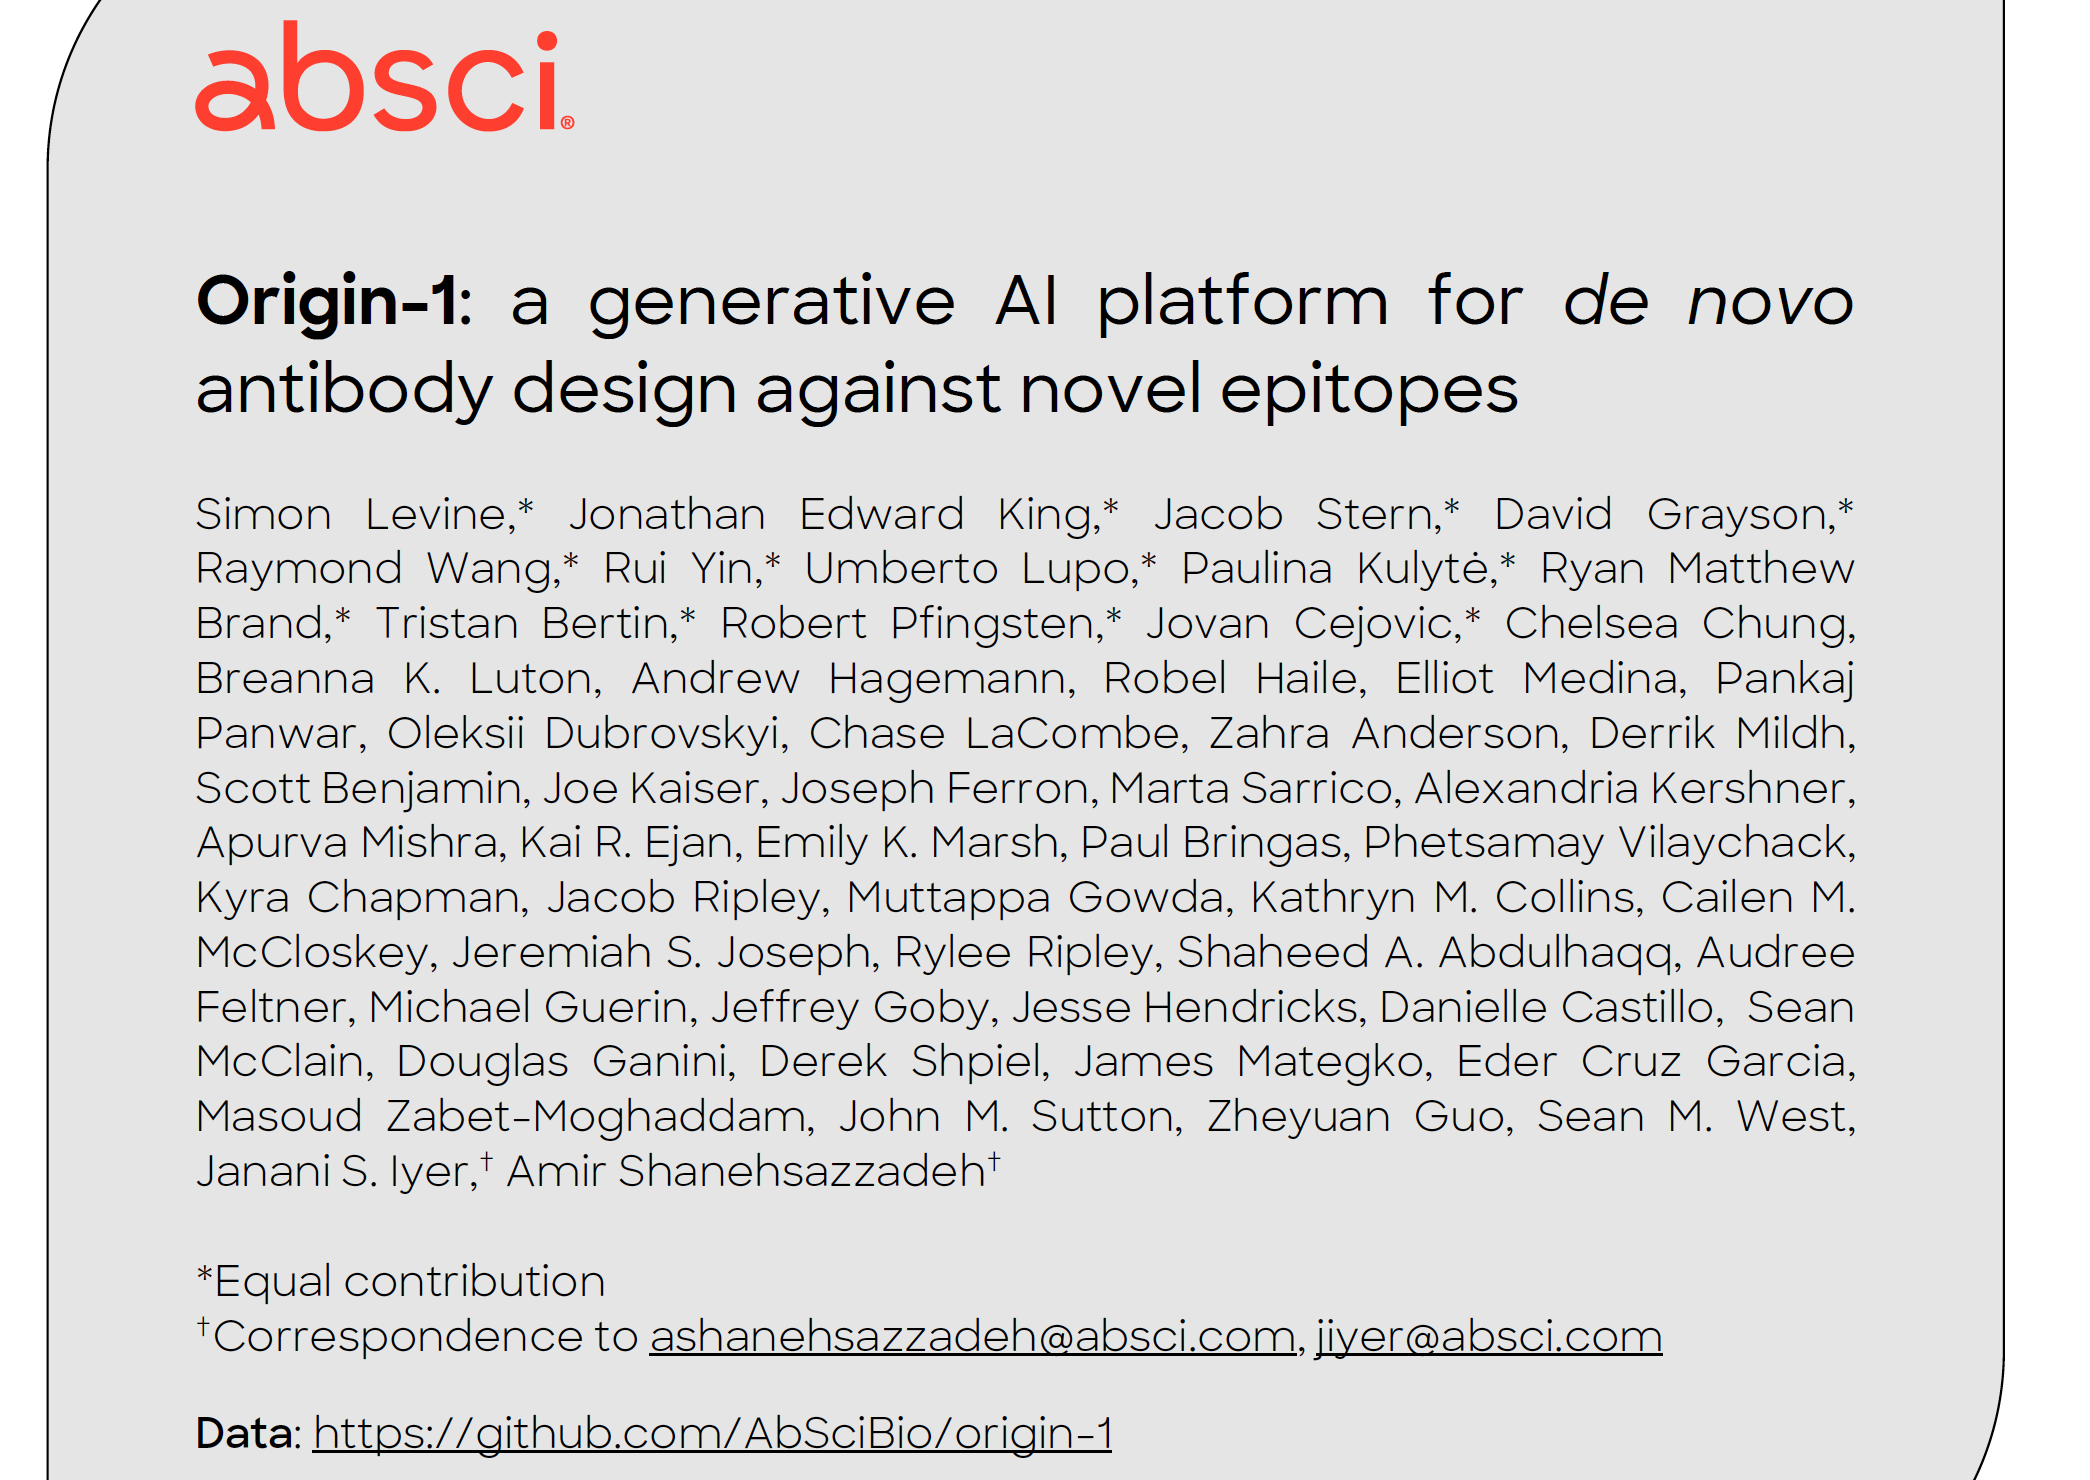 absci®
Origin-1: a generative AI platform for de novo
antibody design against novel epitopes
Simon Levine,* Jonathan Edward King,* Jacob Stern,* David Grayson,*
Raymond Wang,* Rui Yin,* Umberto Lupo,* Paulina Kulytė,* Ryan Matthew
Brand,* Tristan Bertin,* Robert Pfingsten,* Jovan Cejovic,* Chelsea Chung,
Breanna K. Luton, Andrew Hagemann, Robel Haile, Elliot Medina, Pankaj
Panwar, Oleksii Dubrovskyi, Chase LaCombe, Zahra Anderson, Derrik Mildh,
Scott Benjamin, Joe Kaiser, Joseph Ferron, Marta Sarrico, Alexandria Kershner,
Apurva Mishra, Kai R. Ejan, Emily K. Marsh, Paul Bringas, Phetsamay Vilaychack,
Kyra Chapman, Jacob Ripley, Muttappa Gowda, Kathryn M. Collins, Cailen M.
McCloskey, Jeremiah S. Joseph, Rylee Ripley, Shaheed A. Abdulhaqq, Audree
Feltner, Michael Guerin, Jeffrey Goby, Jesse Hendricks, Danielle Castillo, Sean
McClain, Douglas Ganini, Derek Shpiel, James Mategko, Eder Cruz Garcia,
Masoud Zabet-Moghaddam, John M. Sutton, Zheyuan Guo, Sean M. West,
Janani S. Iyer,† Amir Shanehsazzadeh†
*Equal contribution
†Correspondence to ashanehsazzadeh@absci.com, jiyer@absci.com
Data: https://github.com/AbSciBio/origin-1